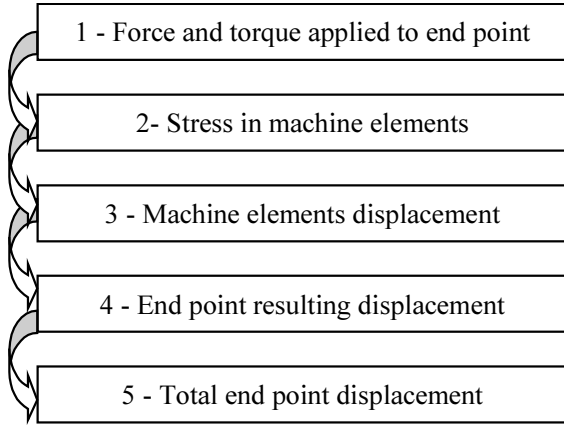 1 - Force and torque applied to end point
2- Stress in machine elements
3 - Machine elements displacement
4 - End point resulting displacement
5 - Total end point displacement